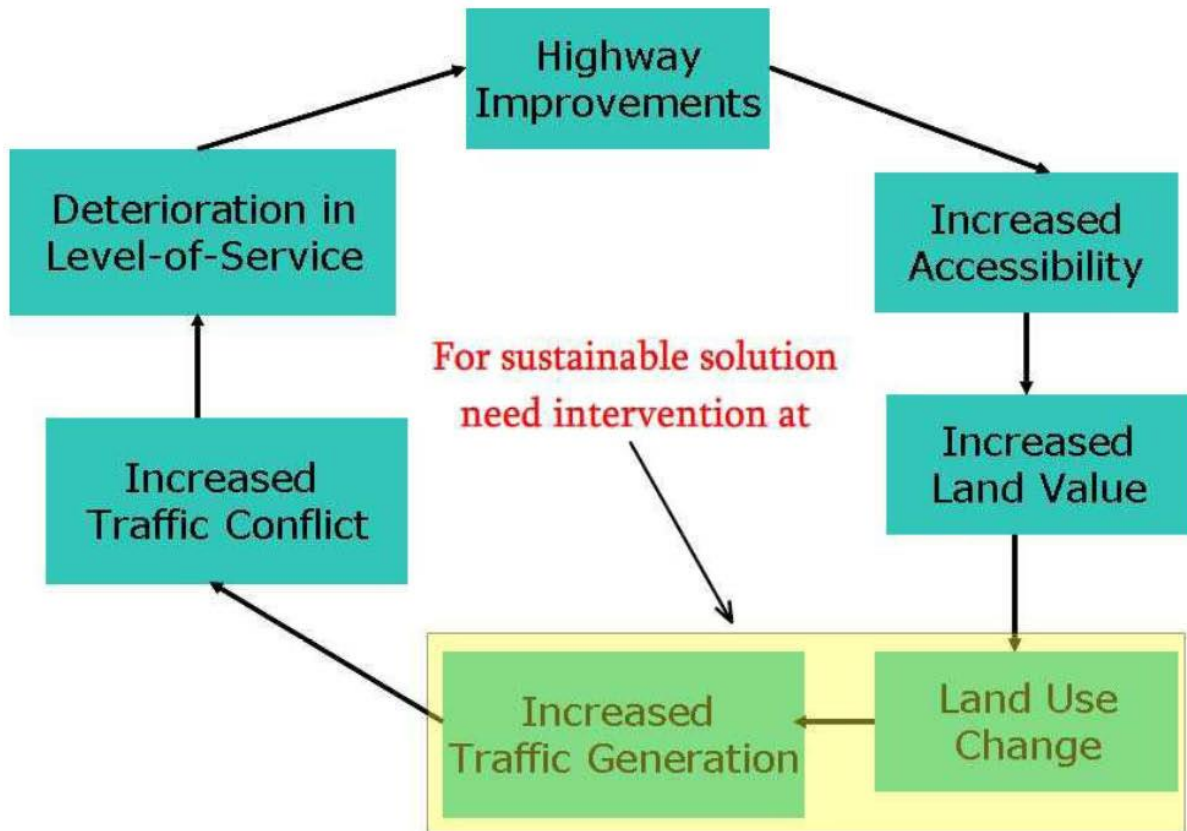 Highway
Improvements
Increased
Accessibility
Increased
Land Value
Land Use
Change
Increased
Traffic Generation
Increased
Traffic Conflict
Deterioration in
Level-of-Service
For sustainable solution
need intervention at